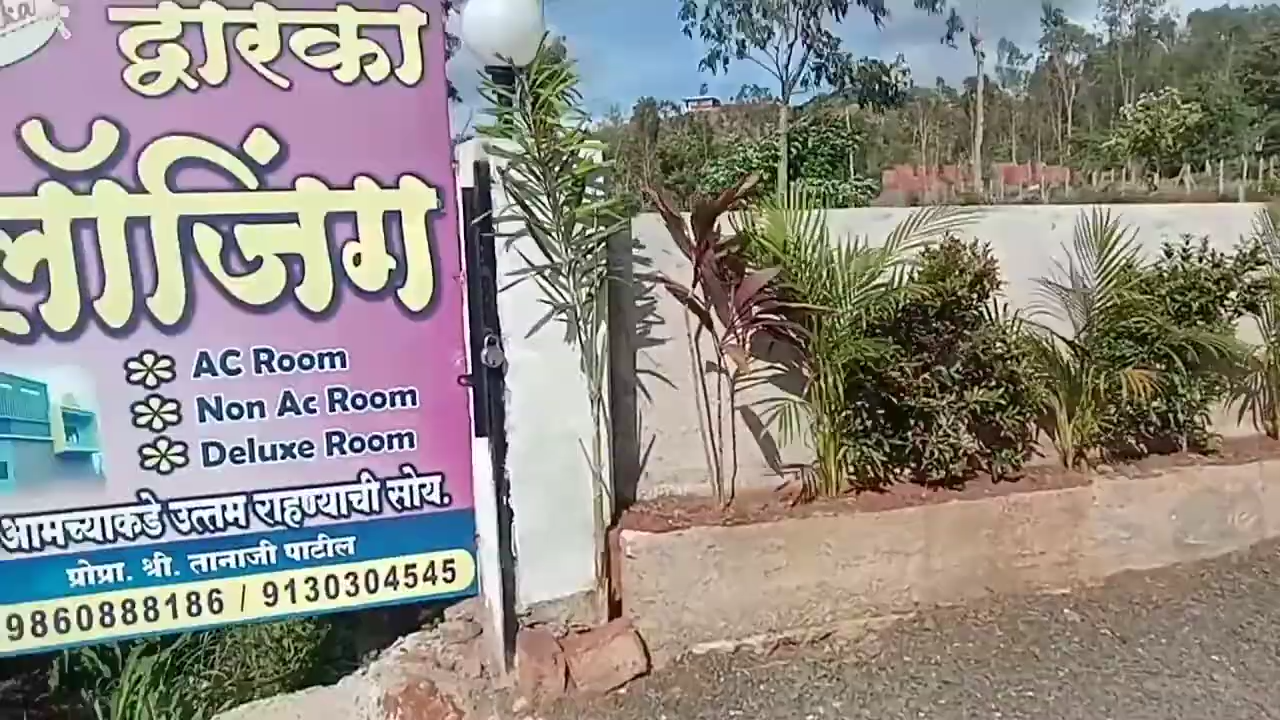 द्वारका
लॉजिंग
AC Room
Non Ac Room
Deluxe Room
आमच्याकडे उत्तम राहण्याची सोय.
प्रोप्रा. श्री. तानाजी पाटील
9860888186 / 9130304545